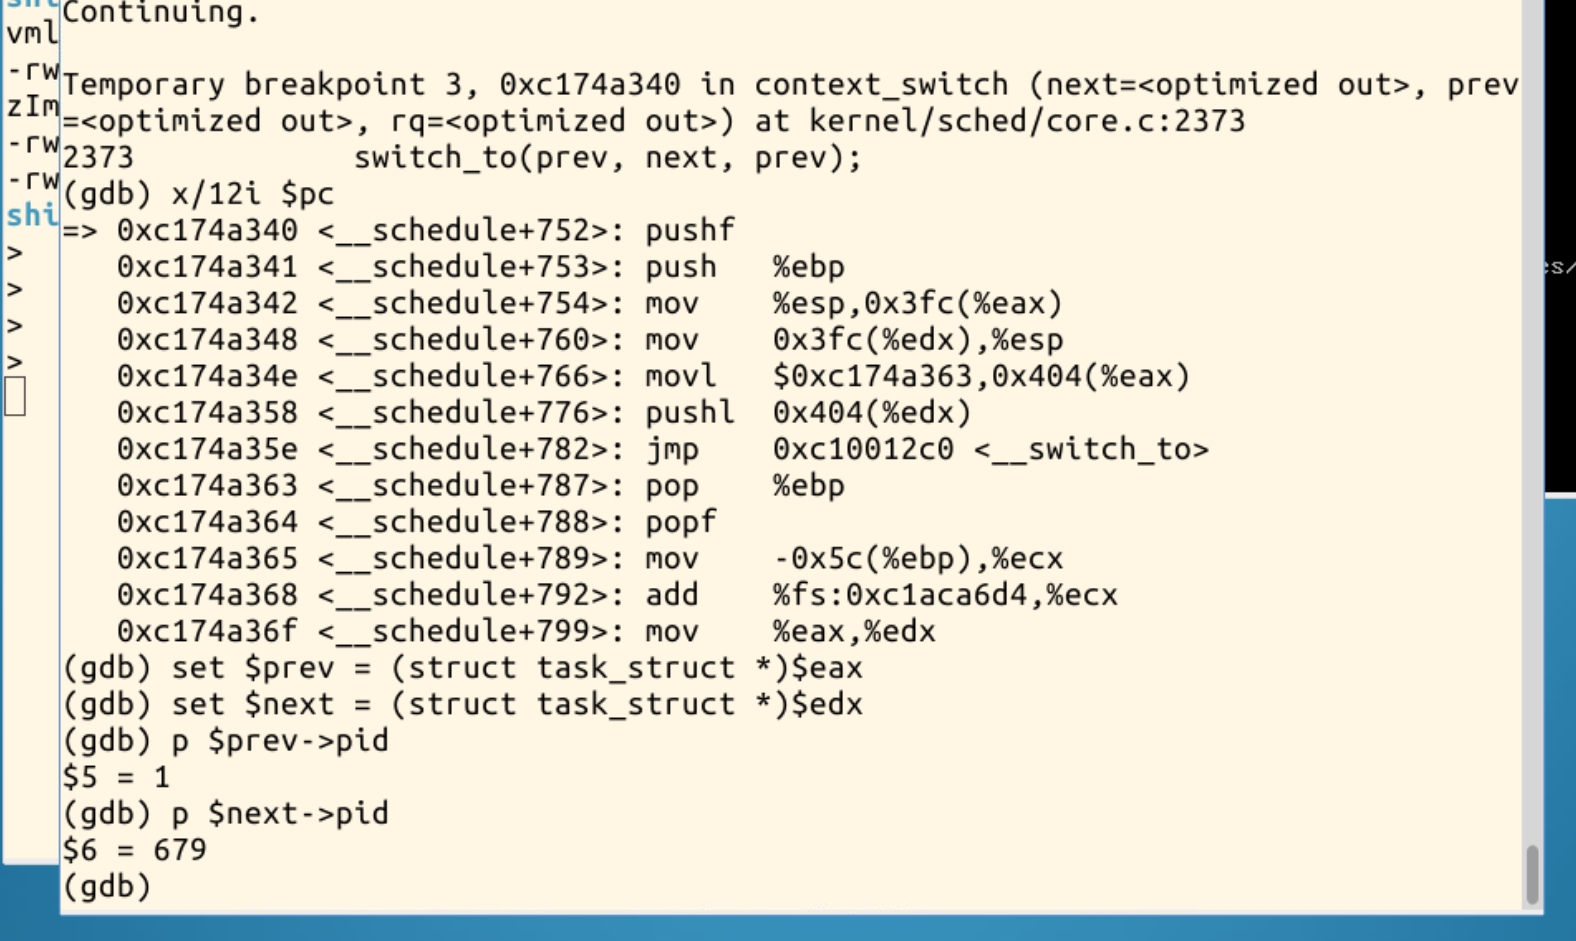 Continuing.
Temporary breakpoint 3, 0xc174a340 in context_switch (next=<optimized out>, prev
=<optimized out>, rq=<optimized out>) at kernel/sched/core.c:2373
2373            switch_to(prev, next, prev);
(gdb) x/12i $pc
=> 0xc174a340 <__schedule+752>: pushf
   0xc174a341 <__schedule+753>: push   %ebp
   0xc174a342 <__schedule+754>: mov    %esp,0x3fc(%eax)
   0xc174a348 <__schedule+760>: mov    0x3fc(%edx),%esp
   0xc174a34e <__schedule+766>: movl   $0xc174a363,0x404(%eax)
   0xc174a358 <__schedule+776>: pushl  0x404(%edx)
   0xc174a35e <__schedule+782>: jmp    0xc10012c0 <__switch_to>
   0xc174a363 <__schedule+787>: pop    %ebp
   0xc174a364 <__schedule+788>: popf
   0xc174a365 <__schedule+789>: mov    -0x5c(%ebp),%ecx
   0xc174a368 <__schedule+792>: add    %fs:0xc1aca6d4,%ecx
   0xc174a36f <__schedule+799>: mov    %eax,%edx
(gdb) set $prev = (struct task_struct *)$eax
(gdb) set $next = (struct task_struct *)$edx
(gdb) p $prev->pid
$5 = 1
(gdb) p $next->pid
$6 = 679
(gdb)
vml
-rw
zIm
-rw
-rw
shi
>
>
>
>
s/